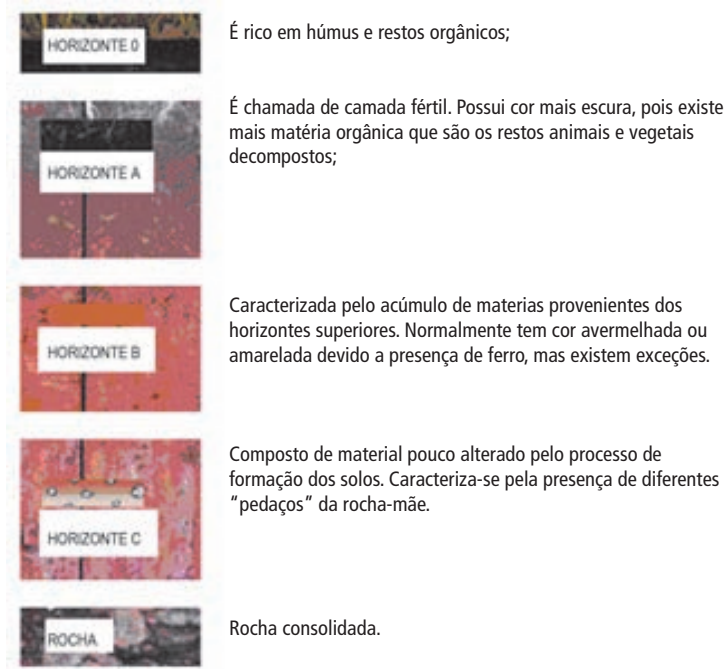 HORIZONTE 0
É rico em húmus e restos orgânicos;
HORIZONTE A
É chamada de camada fértil. Possui cor mais escura, pois existe
mais matéria orgânica que são os restos animais e vegetais
decompostos;
HORIZONTE B
Caracterizada pelo acúmulo de materias provenientes dos
horizontes superiores. Normalmente tem cor avermelhada ou
amarelada devido a presença de ferro, mas existem exceções.
HORIZONTE C
Composto de material pouco alterado pelo processo de
formação dos solos. Caracteriza-se pela presença de diferentes
“pedaços” da rocha-mãe.
ROCHA
Rocha consolidada.